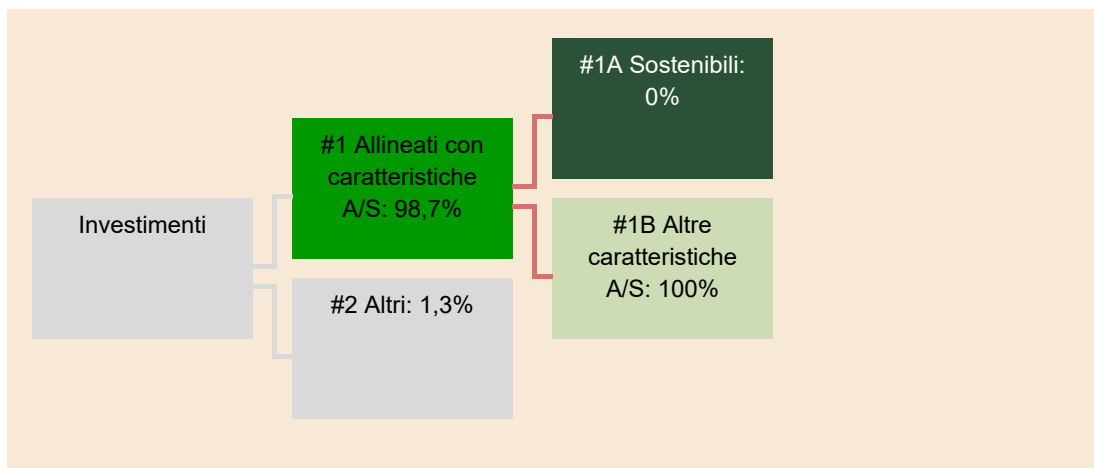 Investimenti
#1 Allineati con
caratteristiche
A/S: 98,7%
#2 Altri: 1,3%
#1A Sostenibili:
0%
#1B Altre
caratteristiche
A/S: 100%